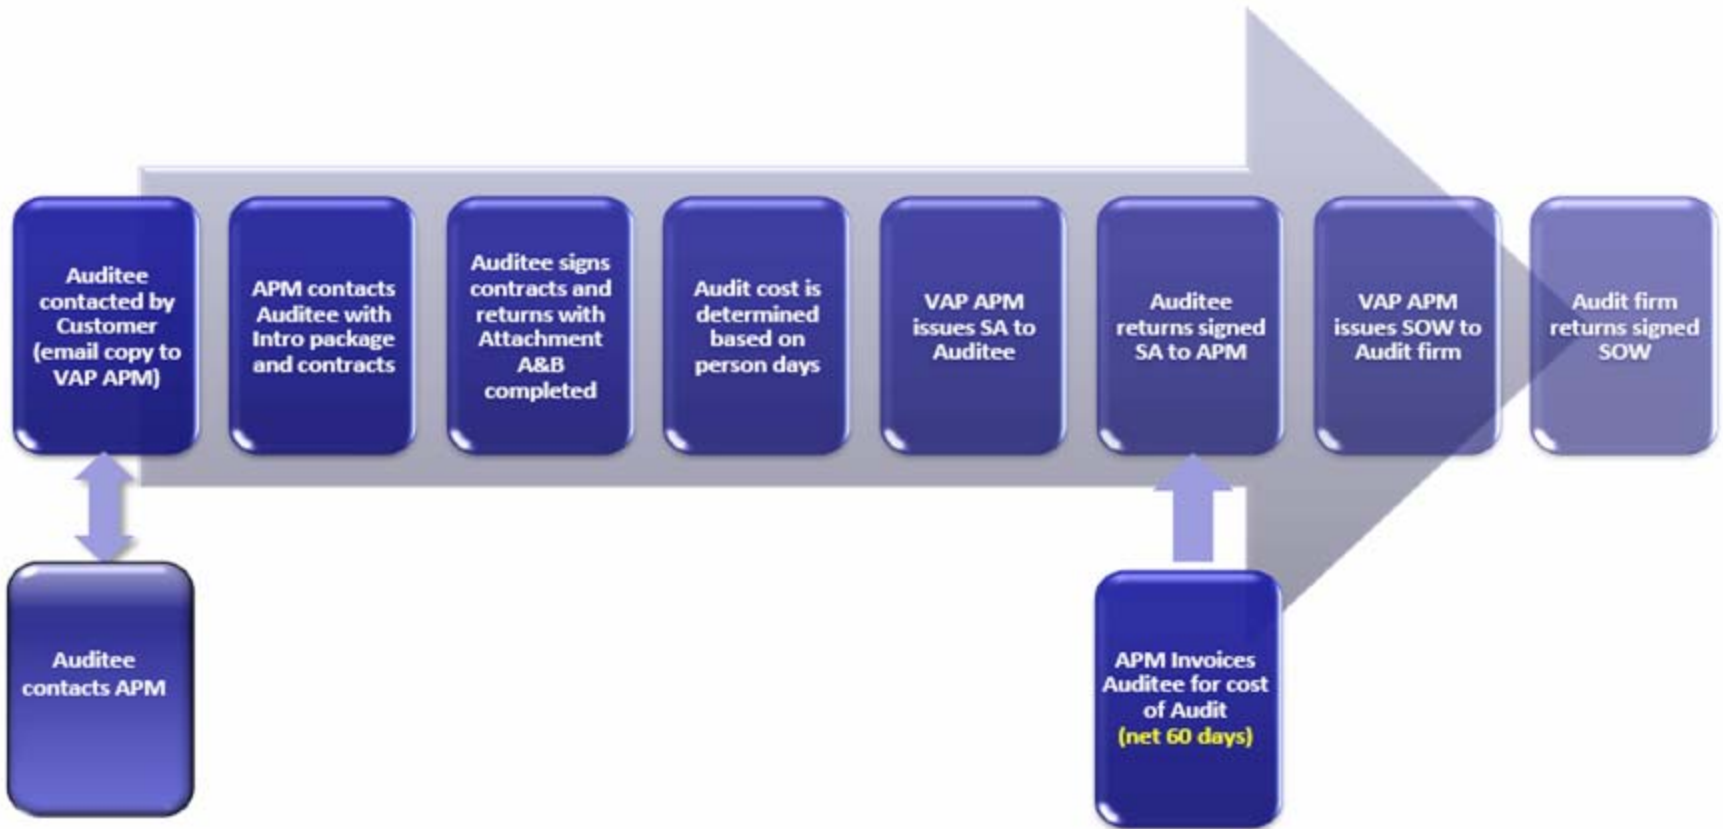 Auditee
contacted by
Customer
(email copy to
VAP APM)
APM contacts
Auditee with
Intro package
and contracts
Auditee signs
contracts and
returns with
Attachment
A&B
completed
Audit cost is
determined
based on
person days
VAP APM
issues SA to
Auditee
Auditee
returns signed
SA to APM
VAP APM
issues SOW to
Audit firm
Audit firm
returns signed
SOW
Auditee
contacts APM
APM Invoices
Auditee for cost
of Audit
(net 60 days)